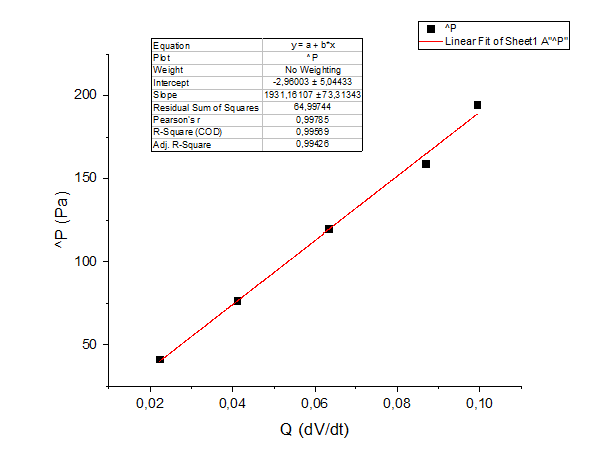 ^P
Linear Fit of Sheet1 A"^P"
Equation y = a + b*x
Plot ^P
Weight No Weighting
Intercept -2,96003 ± 5,04433
Slope 1931,16107 ± 73,31343
Residual Sum of Squares 64,99744
Pearson's r 0,99785
R-Square (COD) 0,99569
Adj. R-Square 0,99426
200
150
100
50
^P (Pa)
0,02 0,04 0,06 0,08 0,10
Q (dV/dt)